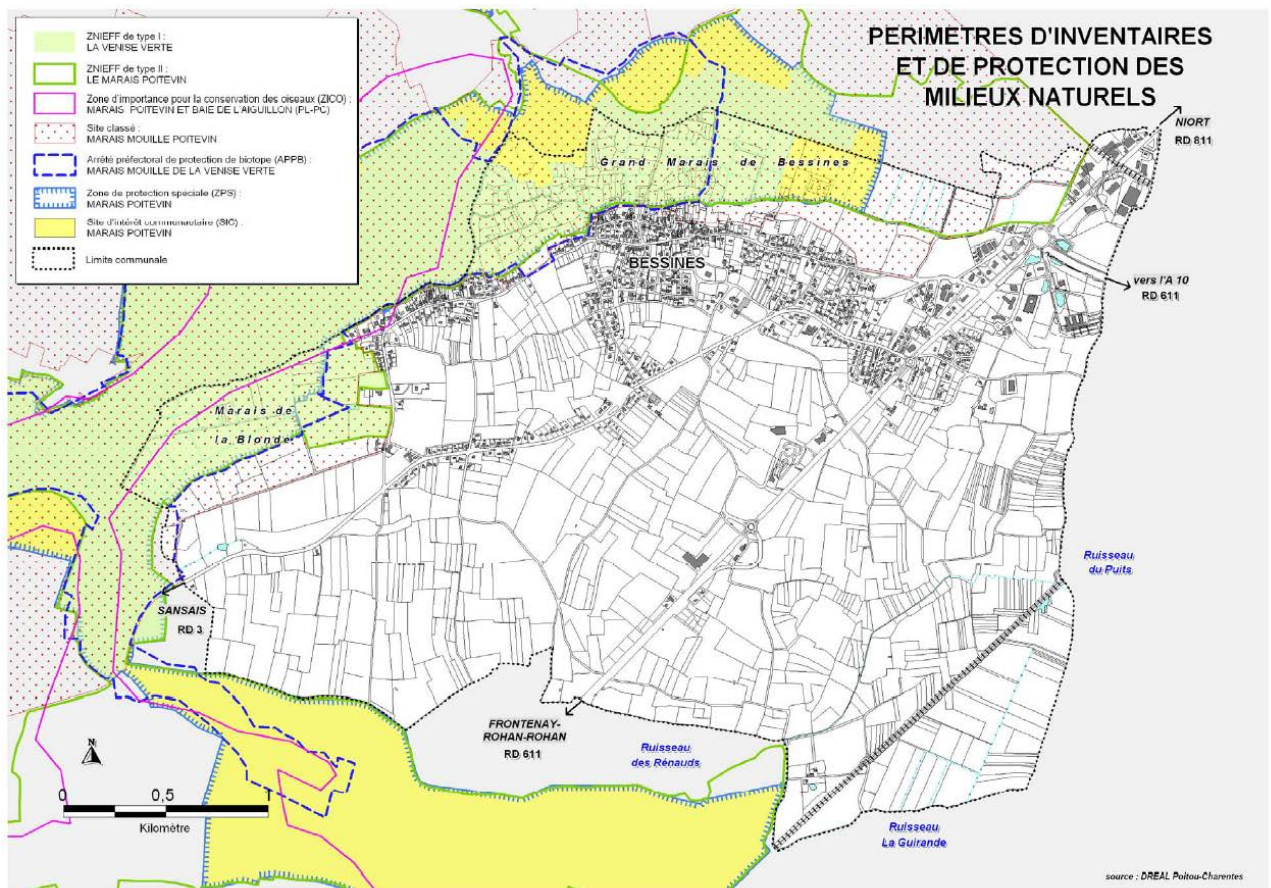 PERIMETRES D'INVENTAIRES
ET DE PROTECTION DES
MILIEUX NATURELS
ZNIEFF de type I :
LA VENISE VERTE
ZNIEFF de type II :
LE MARAIS POITEVIN
Zone d'importance pour la conservation des oiseaux (ZICO) :
MARAIS POITEVIN ET BAIE DE L'AIGUILLON (PL-PC)
Site classé :
MARAIS MOUILLE POITEVIN
Arrêté préfectoral de protection de biotope (APPB) :
MARAIS MOUILLE DE LA VENISE VERTE
Zone de protection spéciale (ZPS) :
MARAIS POITEVIN
Site d'intérêt communautaire (SIC) :
MARAIS POITEVIN
Limite communale
NIORT
RD 811
Grand Marais de Bessines
BESSINES
vers l'A 10
RD 611
Marais de
la Blonde
Ruisseau
du Puits
SANSAIS
RD 3
FRONTENAY-
ROHAN-ROHAN
RD 611
Ruisseau
des Rénauds
N
0 0,5 1
Kilomètre
Ruisseau
La Guirande
source : DREAL Poitou-Charentes